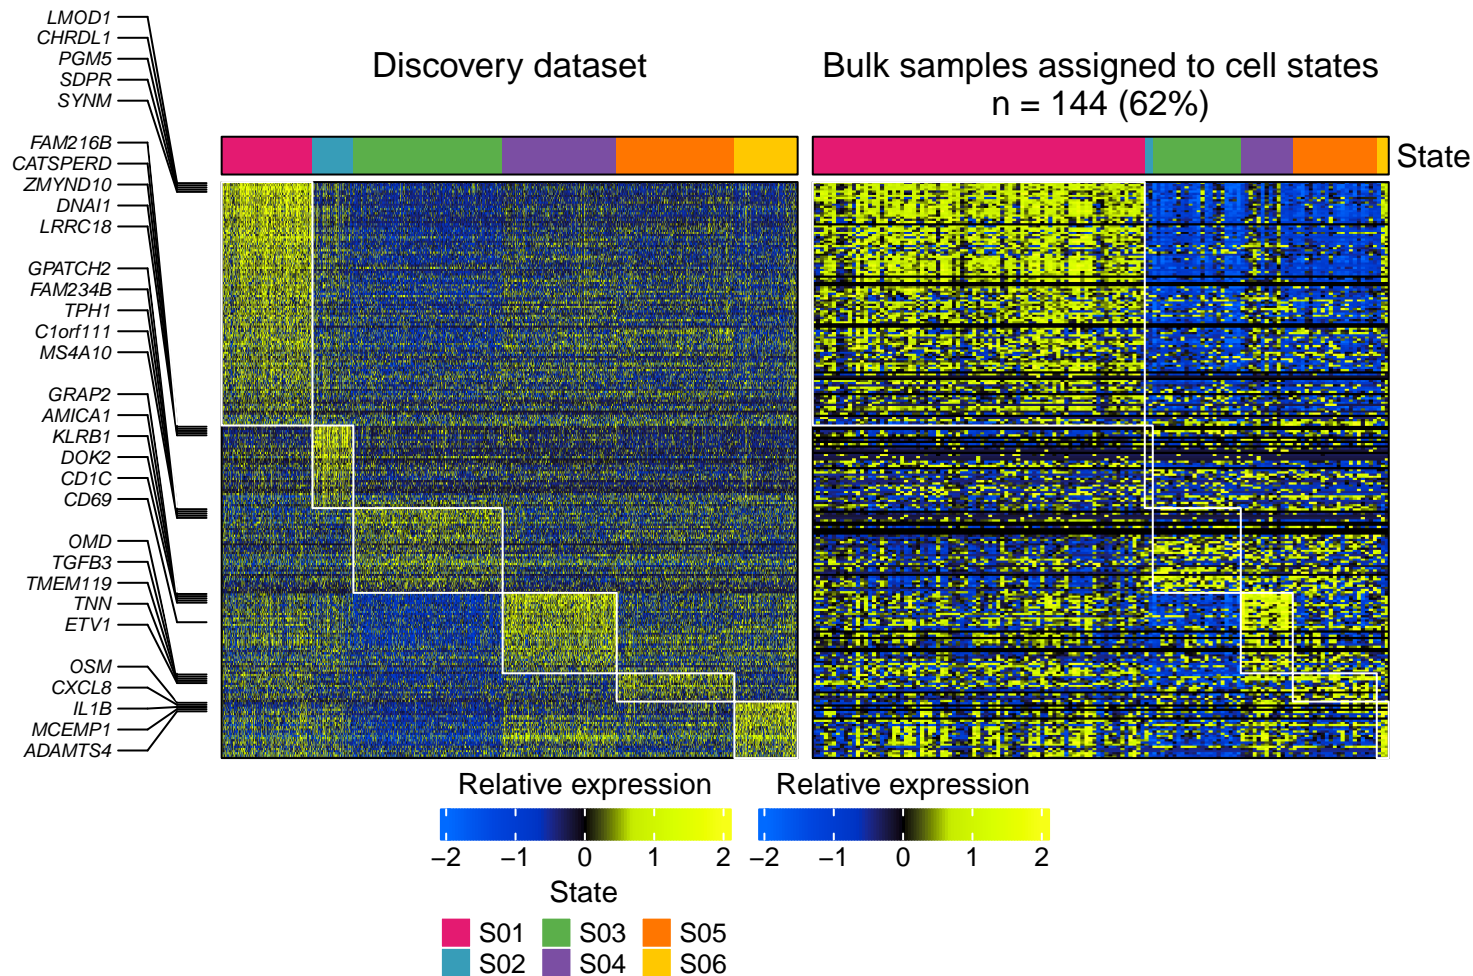 LMOD1
CHRDL1
PGM5
SDPR
SYNM
FAM216B
CATSPERD
ZMYND10
DNAI1
LRRC18
GPATCH2
FAM234B
TPH1
C1orf111
MS4A10
GRAP2
AMICA1
KLRB1
DOK2
CD1C
CD69
OMD
TGFB3
TMEM119
TNN
ETV1
OSM
CXCL8
IL1B
MCEMP1
ADAMTS4
Discovery dataset
Bulk samples assigned to cell states
n = 144 (62%)
State
Relative expression
−2 −1 0 1 2
Relative expression
−2 −1 0 1 2
State
S01 S03 S05
S02 S04 S06